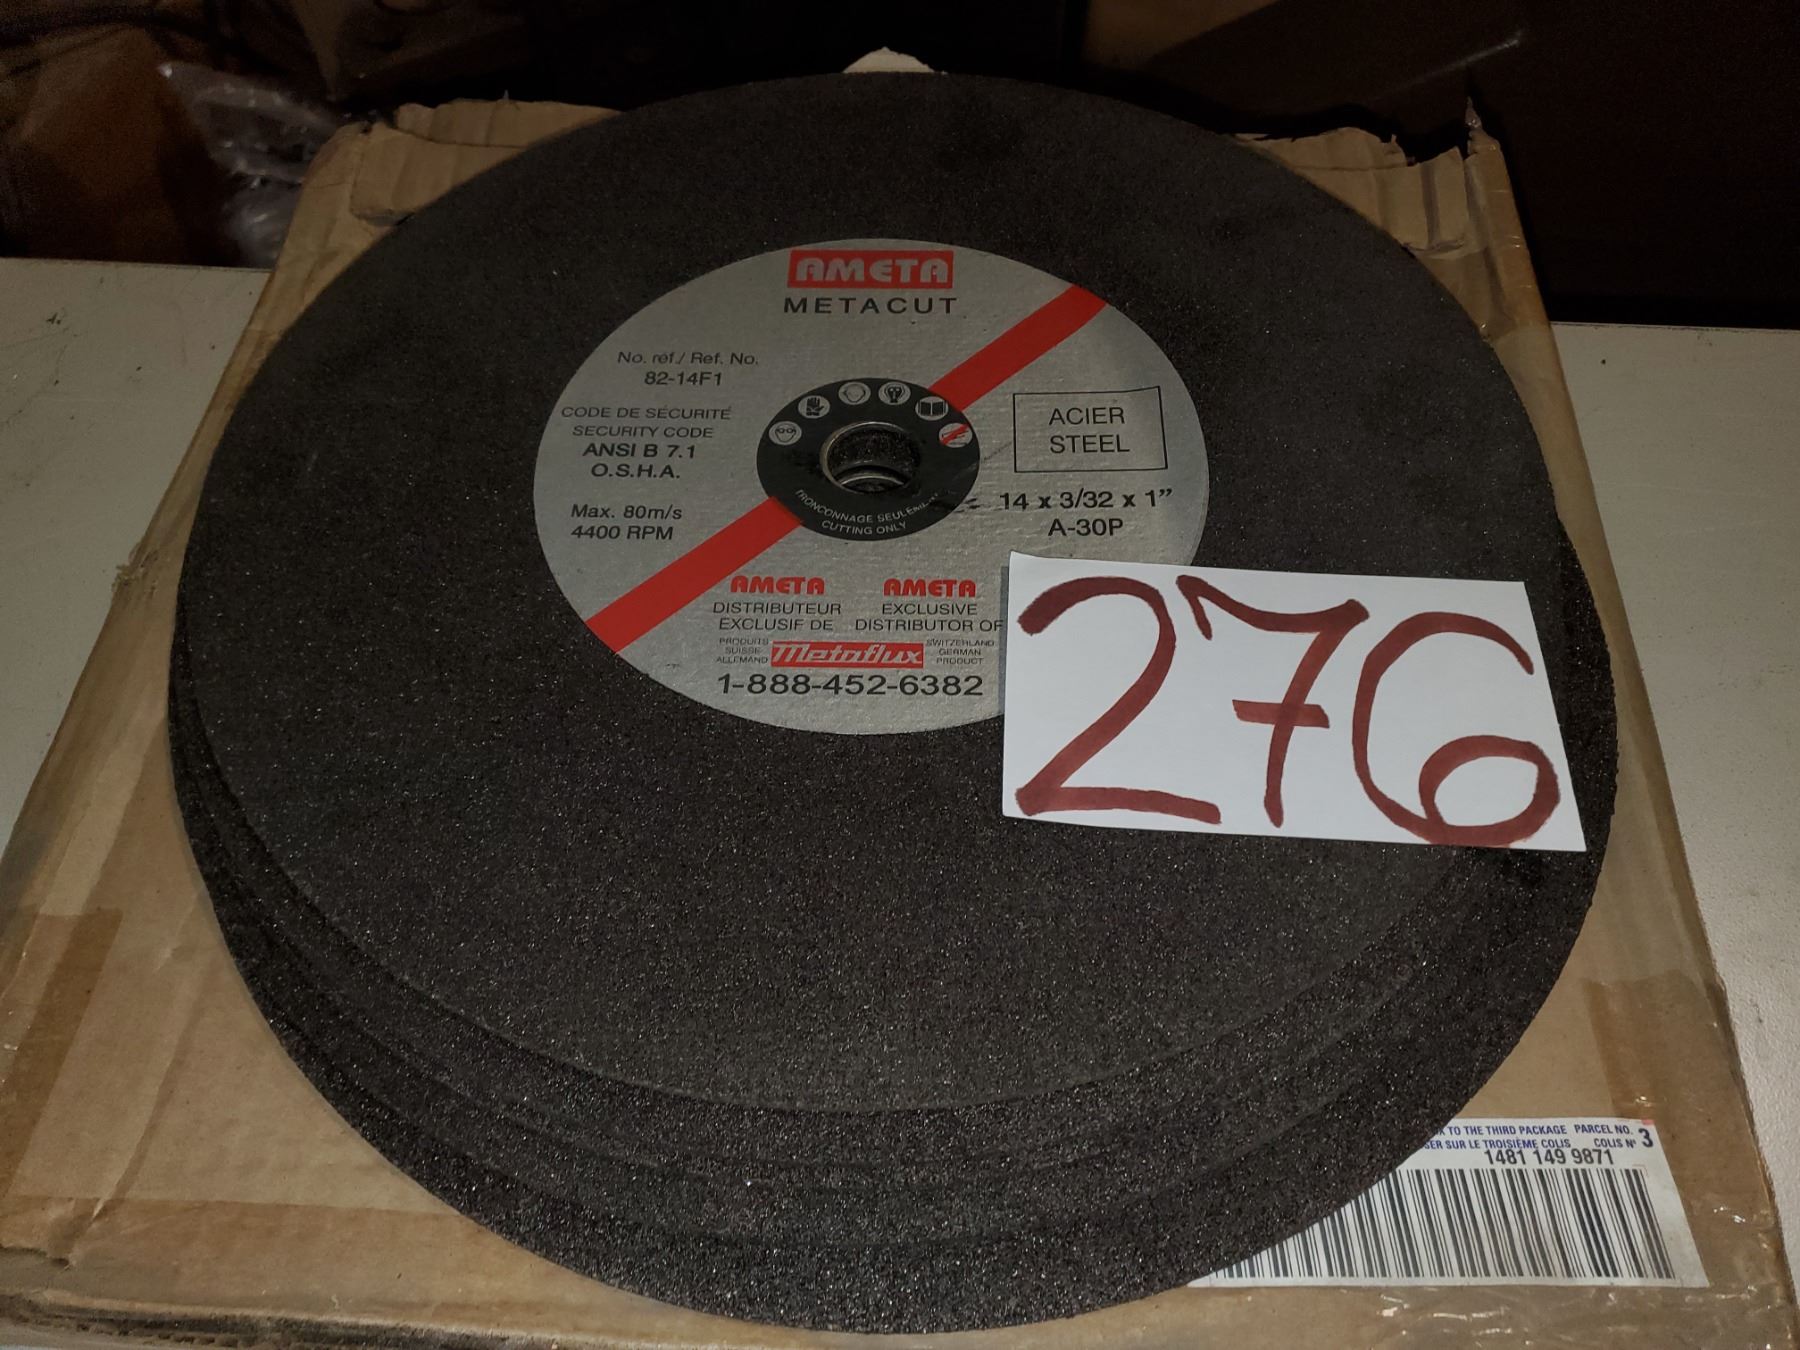 AMETA
METACUT
No. réf./ Ref. No.
82-14F1
CODE DE SÉCURITÉ
SECURITY CODE
ANSI B 7.1
O.S.H.A.
Max. 80m/s
4400 RPM
ACIER
STEEL
14 x 3/32 x 1"
A-30P
TRONCONNAGE SEULEMENT
CUTTING ONLY
AMETA
DISTRIBUTEUR
EXCLUSIF DE
AMETA
EXCLUSIVE
DISTRIBUTOR OF
PRODUITS
SUISSE
ALLEMAND
Metaflux
SWITZERLAND
GERMAN
PRODUCT
1-888-452-6382
276
TO THE THIRD PACKAGE PARCEL NO. 3
SER SUR LE TROISIÈME COLIS COLIS N°
1481 149 9871